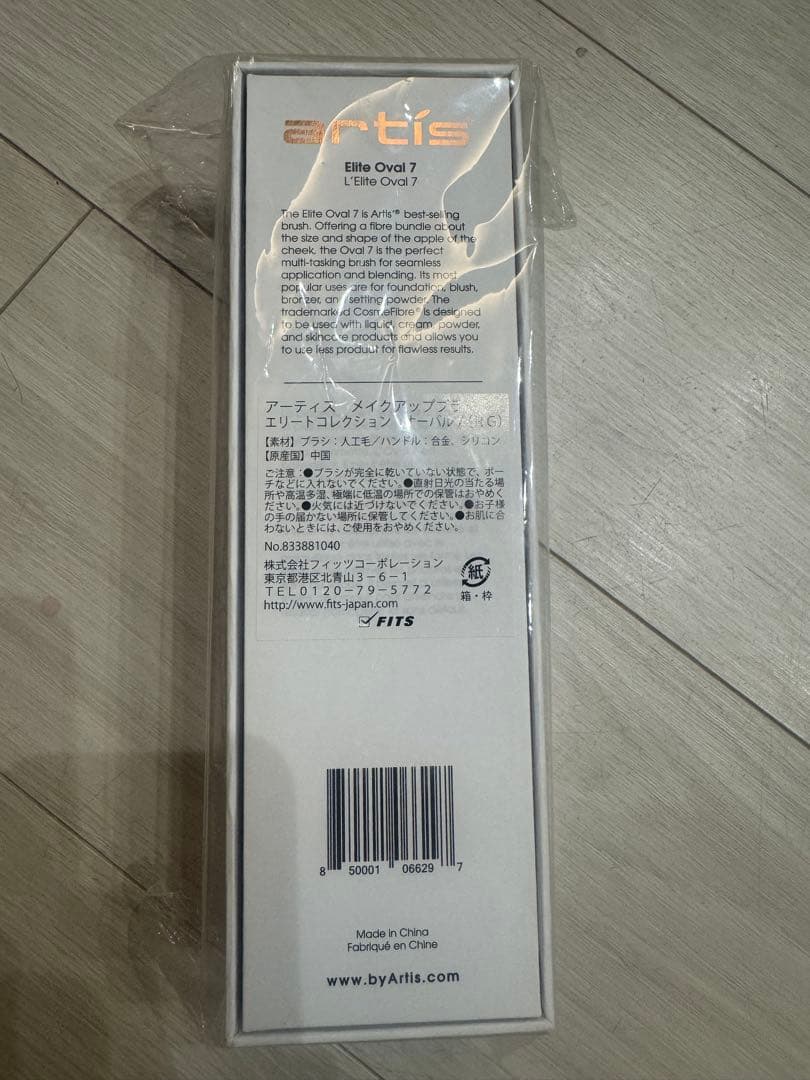 artis
Elite Oval 7
L'Elite Oval 7
The Elite Oval 7 is Artis'® best-selling
brush. Offering a fibre bundle about
the size and shape of the apple of the
cheek, the Oval 7 is the perfect
multi-tasking brush for seamless
application and blending. Its most
popular uses are for foundation, blush,
bronzer, and setting powder. The
trademarked CosmeFibre® is designed
to be used with liquid, cream, powder,
and skincare products and allows you
to use less product for flawless results.
アーティス メイクアップブラ
エリートコレクション オーバル7(RG)
【素材】ブラシ:人工毛/ハンドル:合金、シリコン
【原産国】中国
ご注意:●ブラシが完全に乾いていない状態で、ポー
チなどに入れないでください。●直射日光の当たる場
所や高温多湿、極端に低温の場所での保管はおやめく
ださい。●火気には近づけないでください。●お子様
の手の届かない場所に保管してください。●お肌に合
わないときには、ご使用をおやめください。
No.833881040
株式会社フィッツコーポレーション
東京都港区北青山3-6-1
TEL0120-79-5772
http://www.fits-japan.com
紙
箱・枠
FITS
8 50001 06629 7
Made in China
Fabriqué en Chine
www.byArtis.com